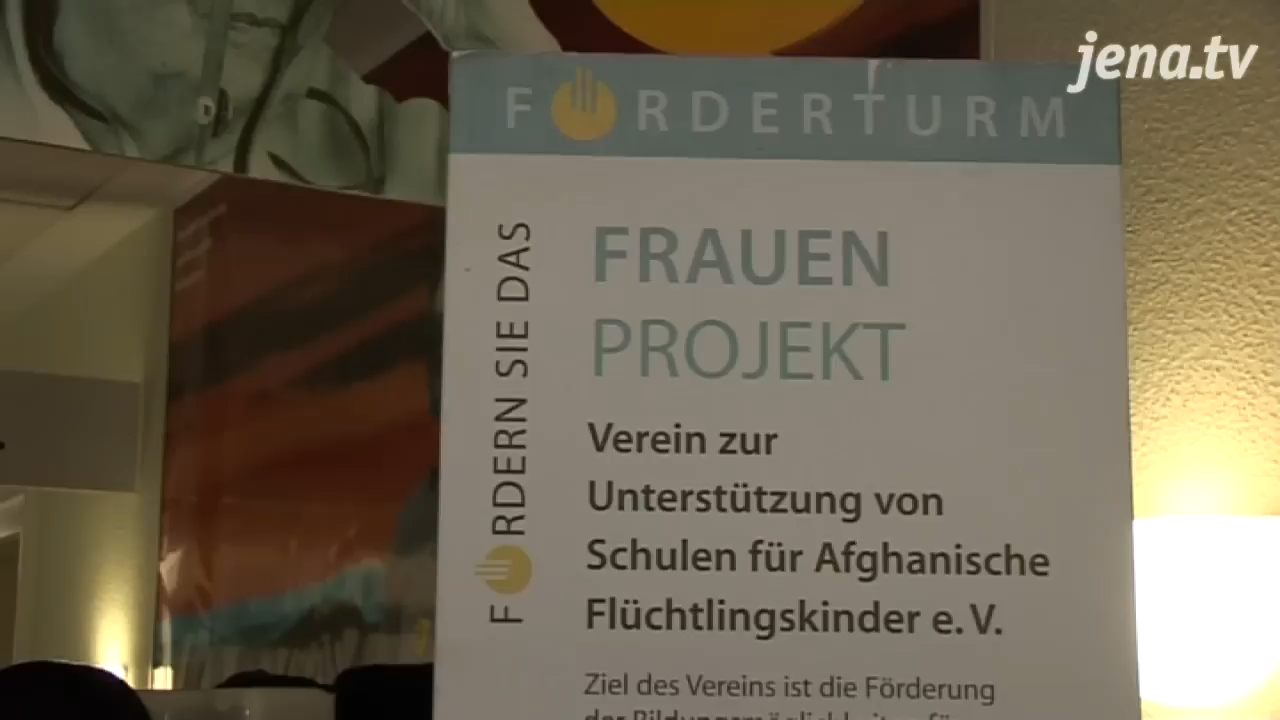 jena.tv
FÖRDERTURM
FÖRDERN SIE DAS
FRAUEN
PROJEKT
Verein zur
Unterstützung von
Schulen für Afghanische
Flüchtlingskinder e. V.
Ziel des Vereins ist die Förderung